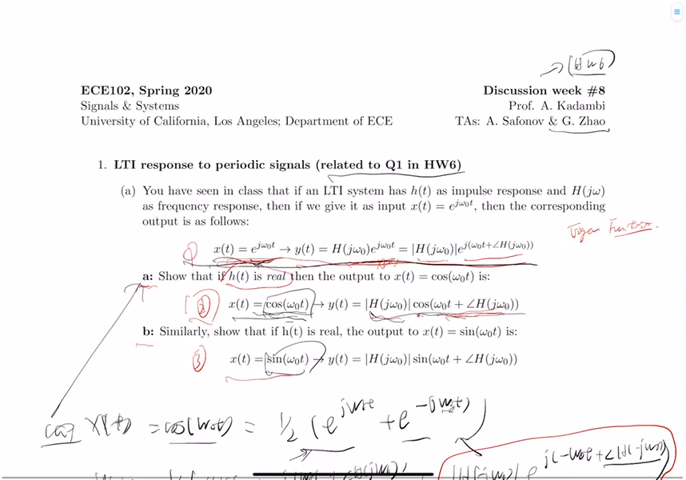 (HW6)
ECE102, Spring 2020 Discussion week #8
Signals & Systems Prof. A. Kadambi
University of California, Los Angeles; Department of ECE TAs: A. Safonov & G. Zhao
1. LTI response to periodic signals (related to Q1 in HW6)
(a) You have seen in class that if an LTI system has h(t) as impulse response and H(jω)
as frequency response, then if we give it as input x(t) = e^{jω₀t}, then the corresponding
output is as follows:
Eigen Function
① x(t) = e^{jω₀t} → y(t) = H(jω₀)e^{jω₀t} = |H(jω₀)|e^{j(ω₀t+∠H(jω₀))}
a: Show that if h(t) is real then the output to x(t) = cos(ω₀t) is:
② x(t) = cos(ω₀t) → y(t) = |H(jω₀)| cos(ω₀t + ∠H(jω₀))
b: Similarly, show that if h(t) is real, the output to x(t) = sin(ω₀t) is:
③ x(t) = sin(ω₀t) → y(t) = |H(jω₀)| sin(ω₀t + ∠H(jω₀))
x(t) = cos(ω₀t) = 1/2 (e^{jω₀t} + e^{-jω₀t})
|H(-jω₀)| e^{j(-ω₀t+∠H(-jω₀))}